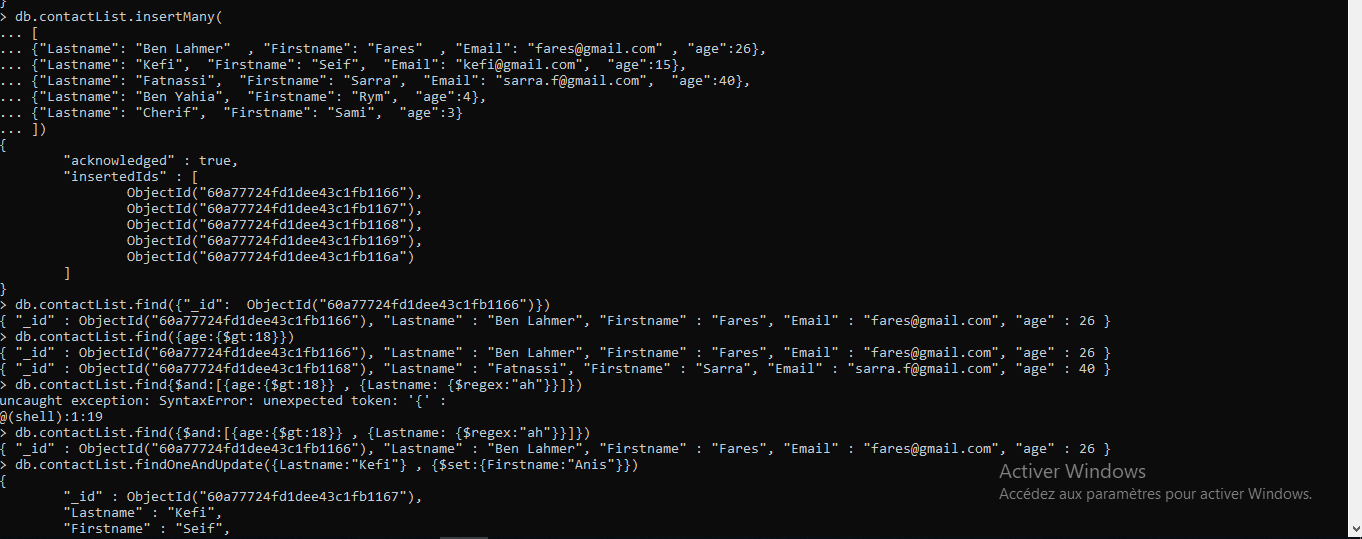 }
> db.contactList.insertMany(
... [
... {"Lastname": "Ben Lahmer"  , "Firstname": "Fares"  , "Email": "fares@gmail.com" , "age":26},
... {"Lastname": "Kefi",  "Firstname": "Seif",  "Email": "kefi@gmail.com",  "age":15},
... {"Lastname": "Fatnassi",  "Firstname": "Sarra",  "Email": "sarra.f@gmail.com",  "age":40},
... {"Lastname": "Ben Yahia",  "Firstname": "Rym",  "age":4},
... {"Lastname": "Cherif",  "Firstname": "Sami",  "age":3}
... ])
{
        "acknowledged" : true,
        "insertedIds" : [
                ObjectId("60a77724fd1dee43c1fb1166"),
                ObjectId("60a77724fd1dee43c1fb1167"),
                ObjectId("60a77724fd1dee43c1fb1168"),
                ObjectId("60a77724fd1dee43c1fb1169"),
                ObjectId("60a77724fd1dee43c1fb116a")
        ]
}
> db.contactList.find({"_id":  ObjectId("60a77724fd1dee43c1fb1166")})
{ "_id" : ObjectId("60a77724fd1dee43c1fb1166"), "Lastname" : "Ben Lahmer", "Firstname" : "Fares", "Email" : "fares@gmail.com", "age" : 26 }
> db.contactList.find({age:{$gt:18}})
{ "_id" : ObjectId("60a77724fd1dee43c1fb1166"), "Lastname" : "Ben Lahmer", "Firstname" : "Fares", "Email" : "fares@gmail.com", "age" : 26 }
{ "_id" : ObjectId("60a77724fd1dee43c1fb1168"), "Lastname" : "Fatnassi", "Firstname" : "Sarra", "Email" : "sarra.f@gmail.com", "age" : 40 }
> db.contactList.find{$and:[{age:{$gt:18}} , {Lastname: {$regex:"ah"}}]})
uncaught exception: SyntaxError: unexpected token: '{' :
@(shell):1:19
> db.contactList.find({$and:[{age:{$gt:18}} , {Lastname: {$regex:"ah"}}]})
{ "_id" : ObjectId("60a77724fd1dee43c1fb1166"), "Lastname" : "Ben Lahmer", "Firstname" : "Fares", "Email" : "fares@gmail.com", "age" : 26 }
> db.contactList.findOneAndUpdate({Lastname:"Kefi"} , {$set:{Firstname:"Anis"}})
{
        "_id" : ObjectId("60a77724fd1dee43c1fb1167"),
        "Lastname" : "Kefi",
        "Firstname" : "Seif",
Activer Windows
Accédez aux paramètres pour activer Windows.